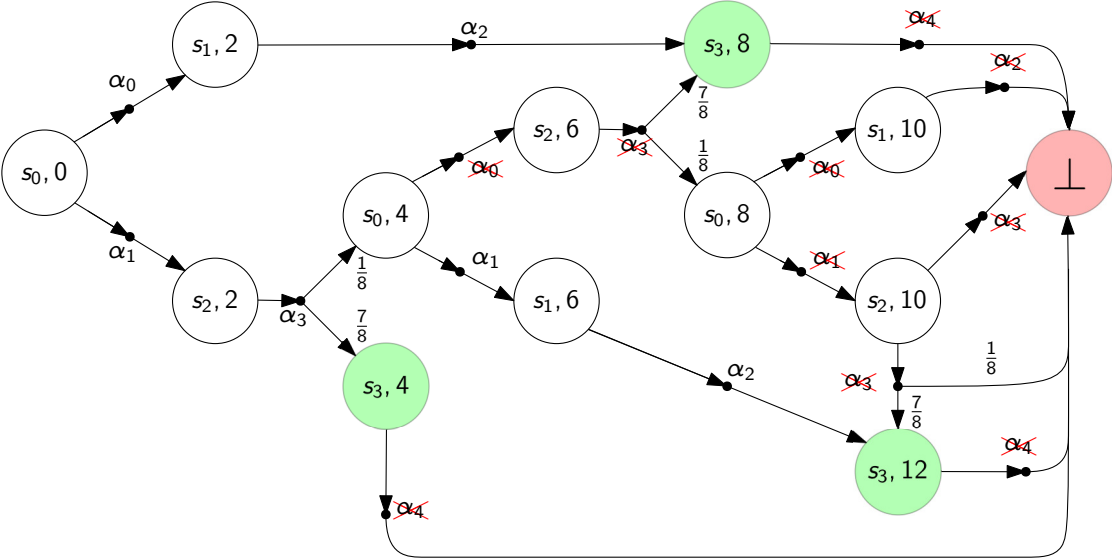 α₄
s₁, 2
α₂
s₃, 8
α₂
α₀
7/8
s₂, 6
s₁, 10
α₃
1/8
s₀, 0
α₀
α₀
⊥
s₀, 4
s₀, 8
α₃
α₁
α₁
α₁
1/8
s₂, 2
s₁, 6
s₂, 10
α₃
7/8
1/8
α₂
α₃
s₃, 4
7/8
α₄
s₃, 12
α₄